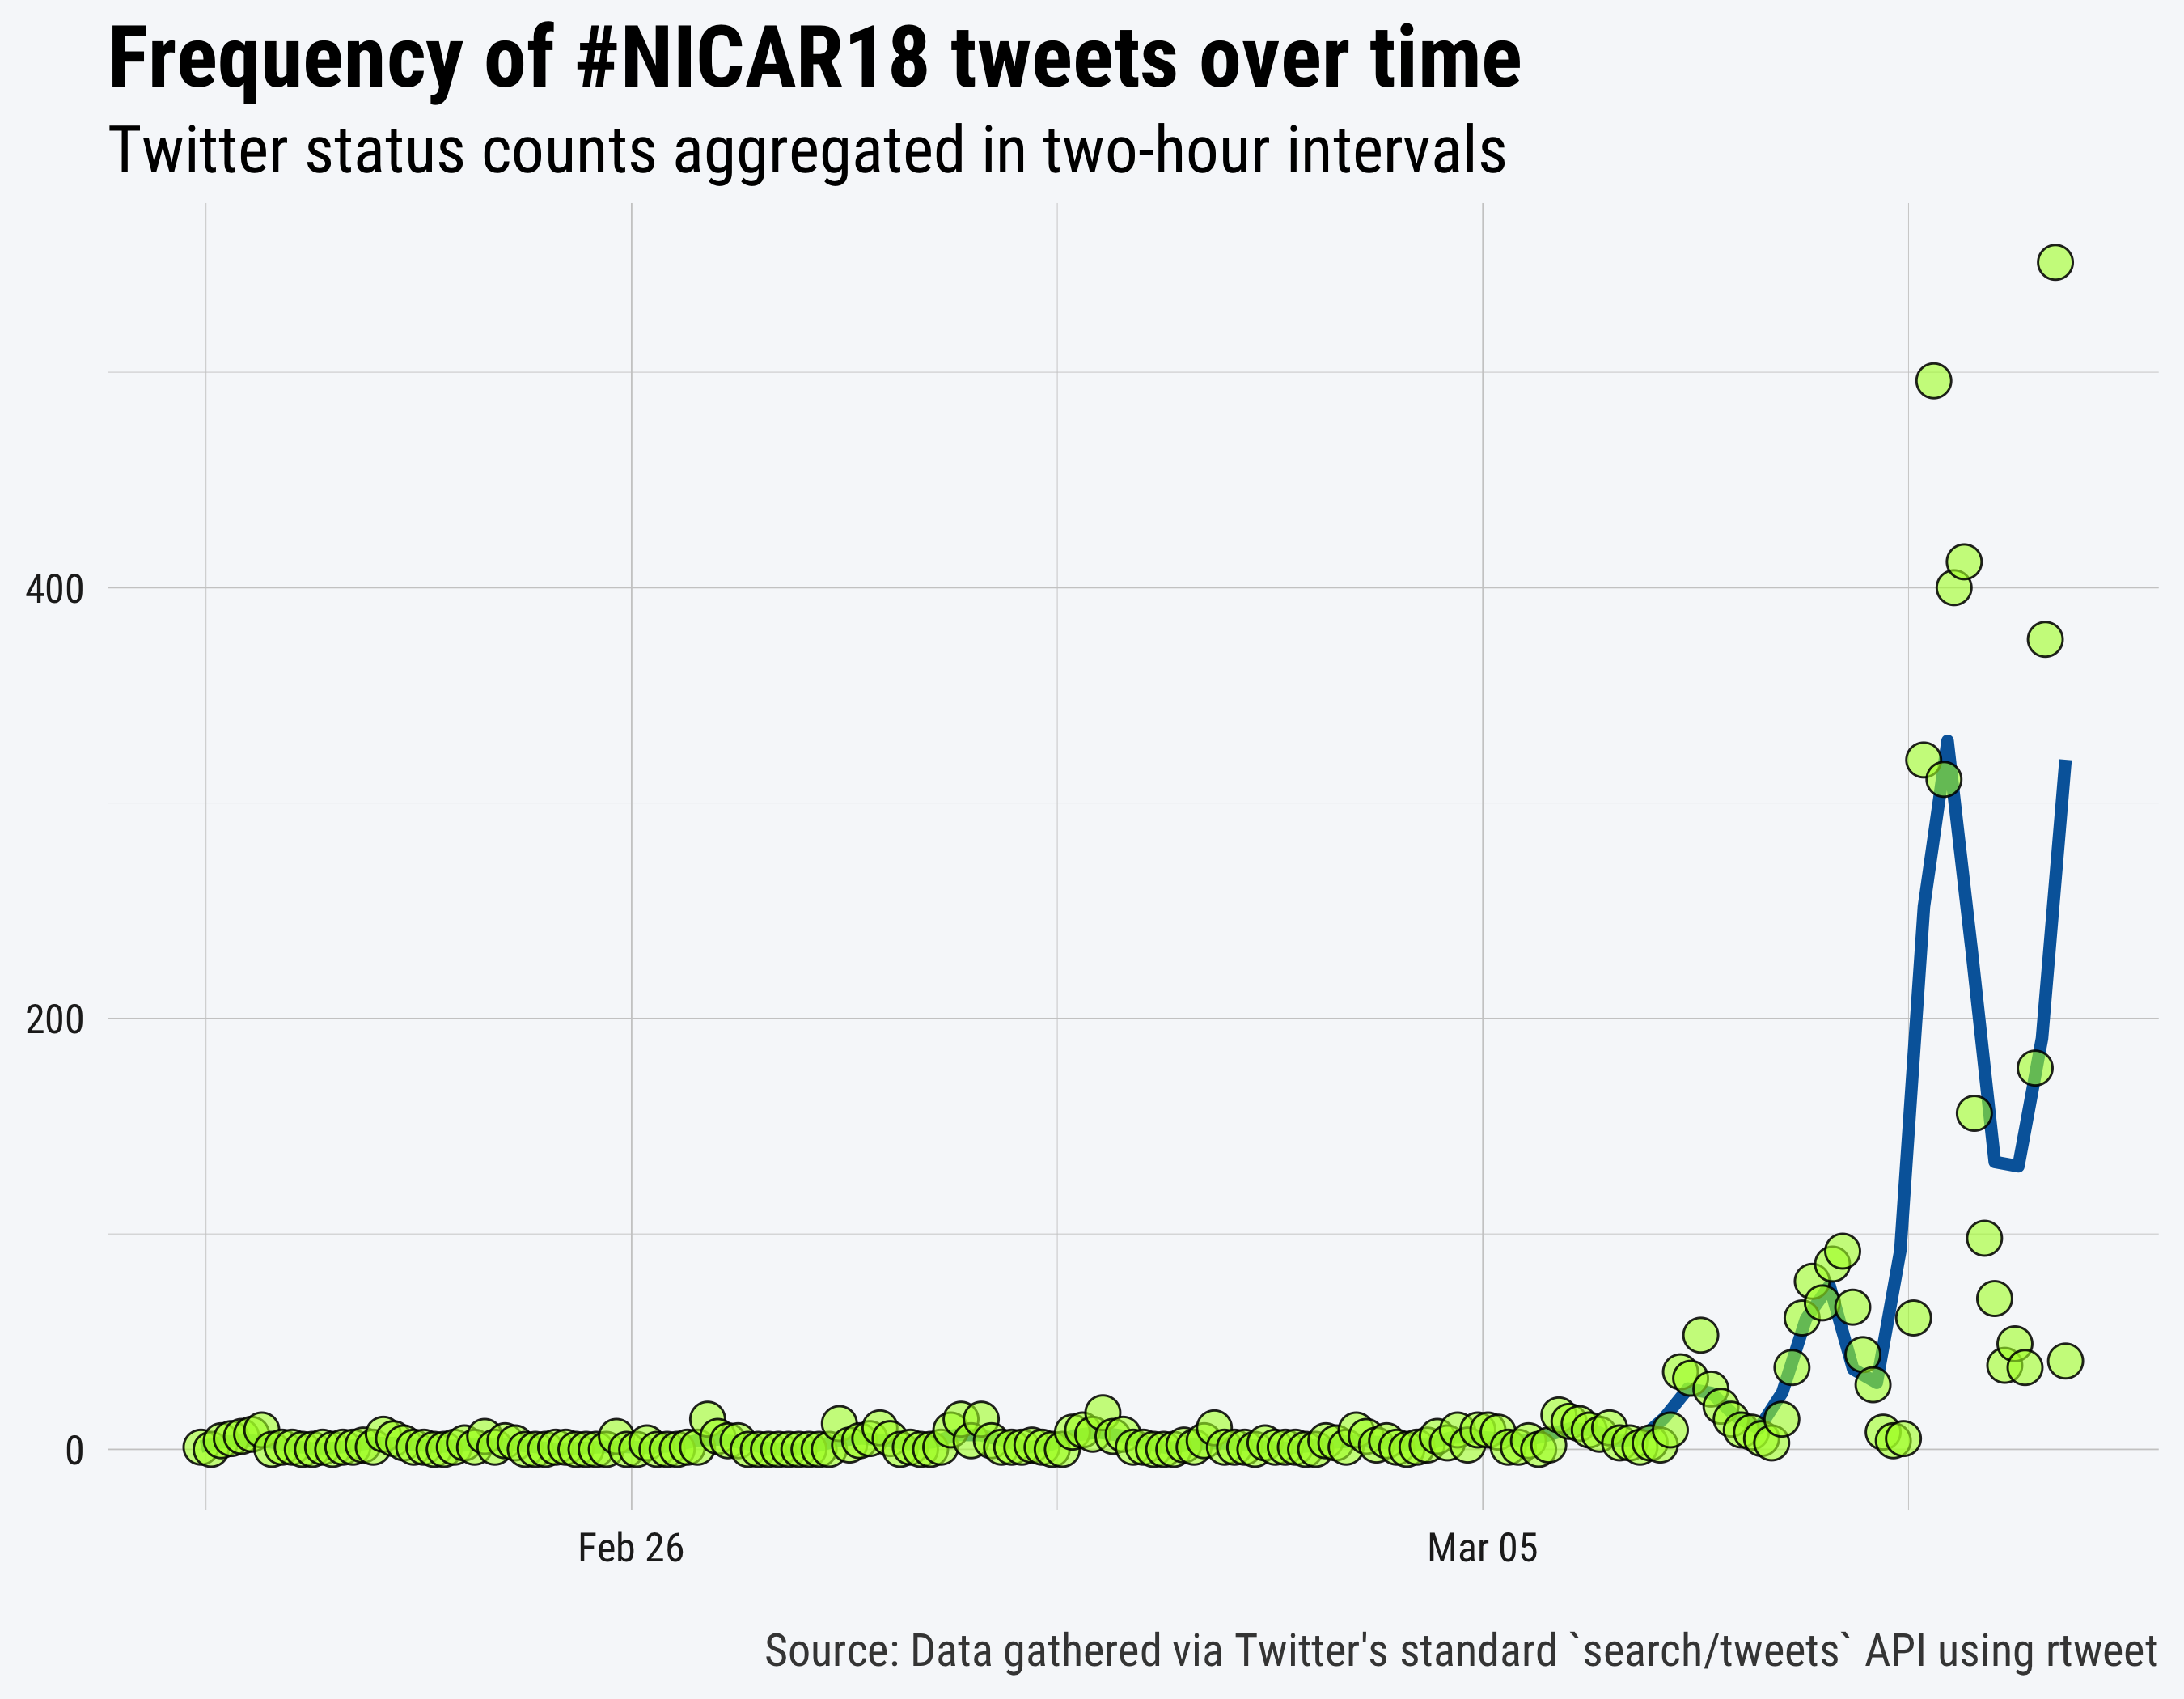 Frequency of #NICAR18 tweets over time
Twitter status counts aggregated in two-hour intervals
400
200
0
Feb 26
Mar 05
Source: Data gathered via Twitter's standard `search/tweets` API using rtweet